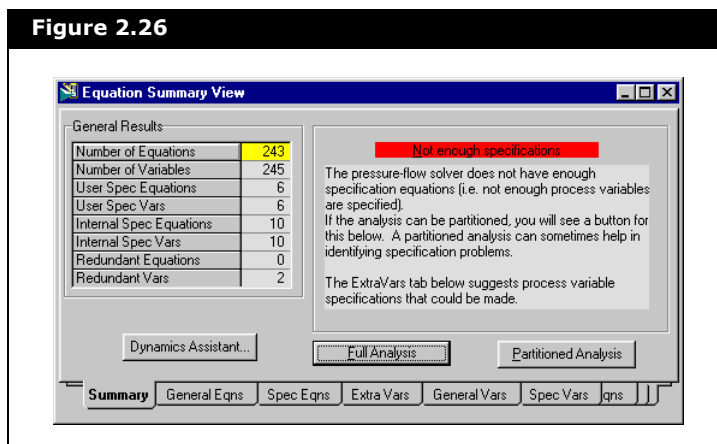 Figure 2.26
Equation Summary View
General Results
Number of Equations 243
Number of Variables 245
User Spec Equations 6
User Spec Vars 6
Internal Spec Equations 10
Internal Spec Vars 10
Redundant Equations 0
Redundant Vars 2
Not enough specifications
The pressure-flow solver does not have enough
specification equations (i.e. not enough process variables
are specified).
If the analysis can be partitioned, you will see a button for
this below. A partitioned analysis can sometimes help in
identifying specification problems.
The ExtraVars tab below suggests process variable
specifications that could be made.
Dynamics Assistant... Full Analysis Partitioned Analysis
Summary General Eqns Spec Eqns Extra Vars General Vars Spec Vars qns